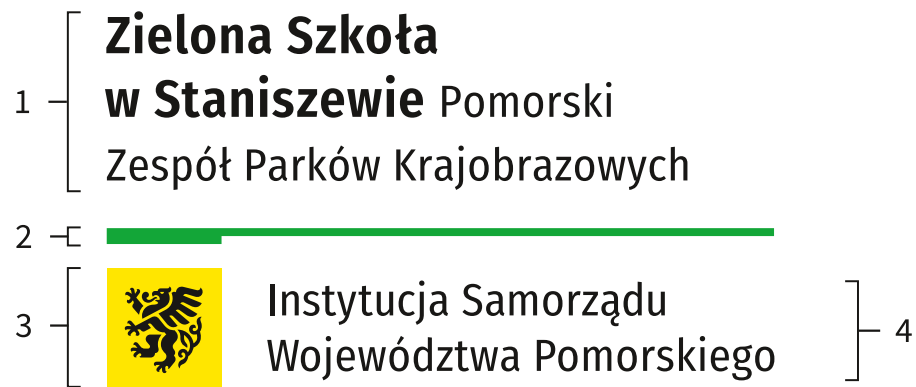 1
Zielona Szkoła
w Staniszewie Pomorski
Zespół Parków Krajobrazowych
2
3
Instytucja Samorządu
Województwa Pomorskiego
4